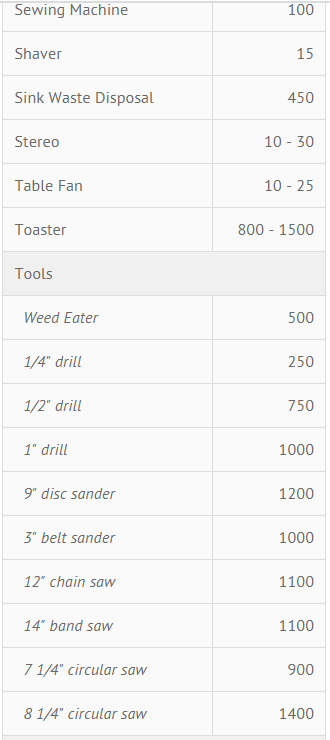 Sewing Machine 100
Shaver 15
Sink Waste Disposal 450
Stereo 10 - 30
Table Fan 10 - 25
Toaster 800 - 1500
Tools
Weed Eater 500
1/4" drill 250
1/2" drill 750
1" drill 1000
9" disc sander 1200
3" belt sander 1000
12" chain saw 1100
14" band saw 1100
7 1/4" circular saw 900
8 1/4" circular saw 1400